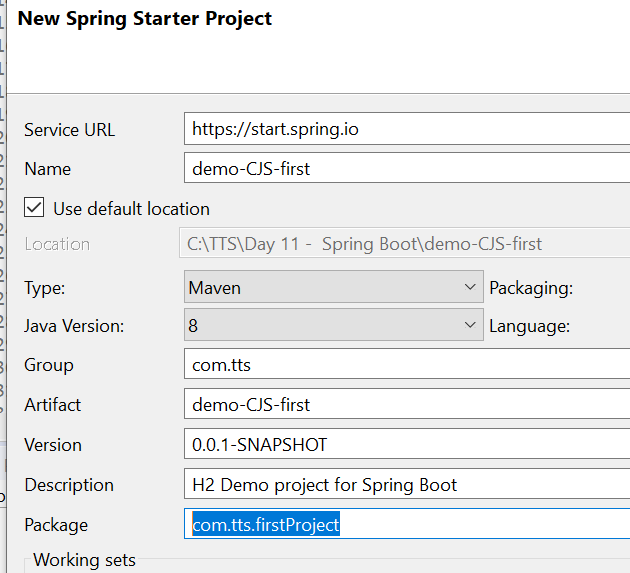 New Spring Starter Project
Service URL https://start.spring.io
Name demo-CJS-first
Use default location
Location C:\TTS\Day 11 -  Spring Boot\demo-CJS-first
Type: Maven Packaging:
Java Version: 8 Language:
Group com.tts
Artifact demo-CJS-first
Version 0.0.1-SNAPSHOT
Description H2 Demo project for Spring Boot
Package com.tts.firstProject
Working sets